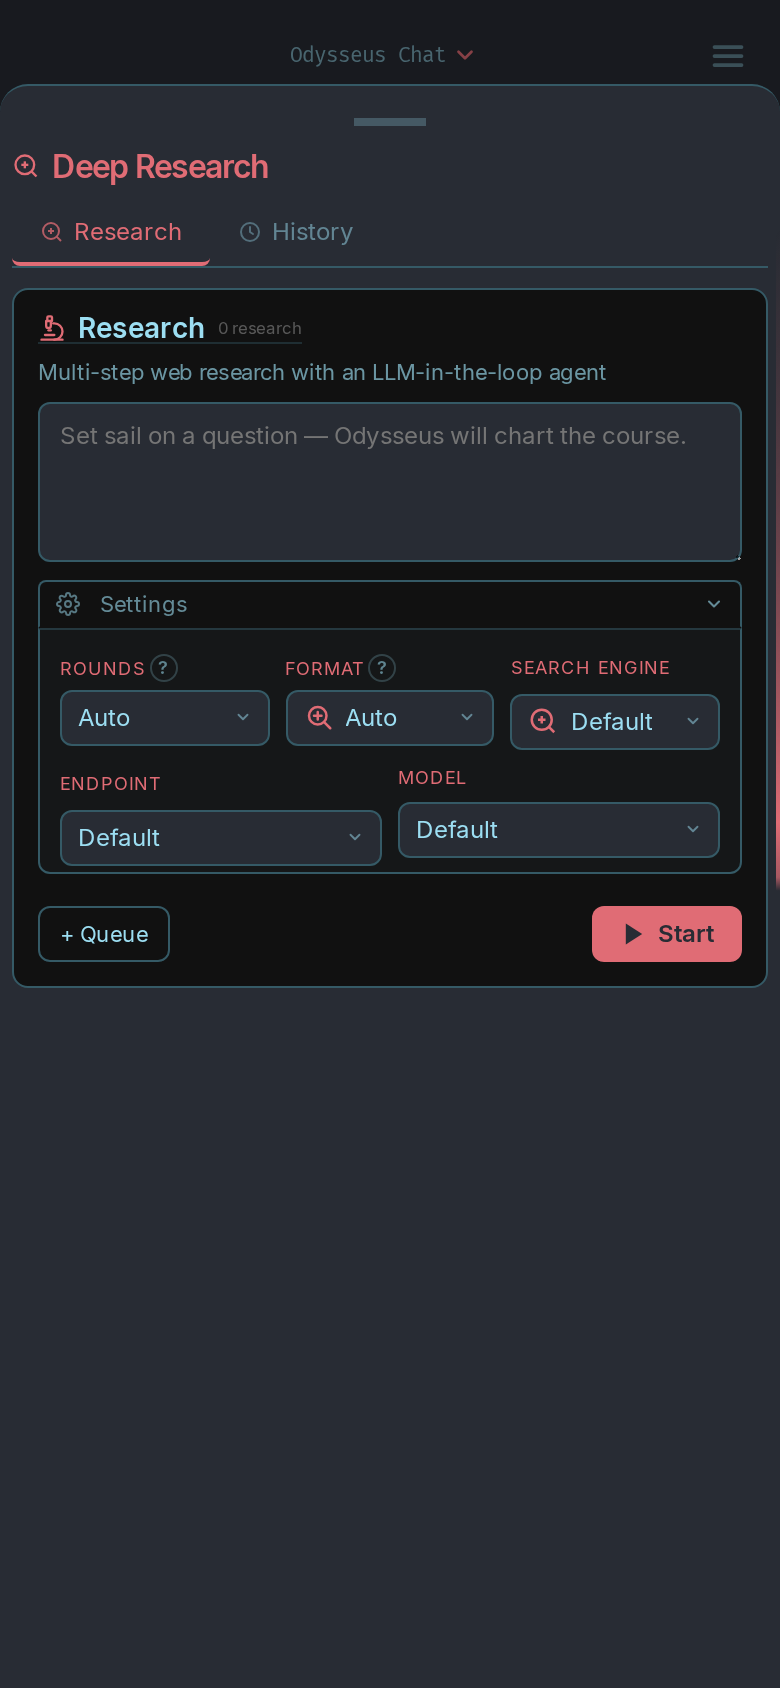 Odysseus Chat
Deep Research
Research History
Research 0 research
Multi-step web research with an LLM-in-the-loop agent
Set sail on a question — Odysseus will chart the course.
Settings
ROUNDS ? FORMAT ? SEARCH ENGINE
Auto Auto Default
ENDPOINT MODEL
Default Default
+ Queue Start